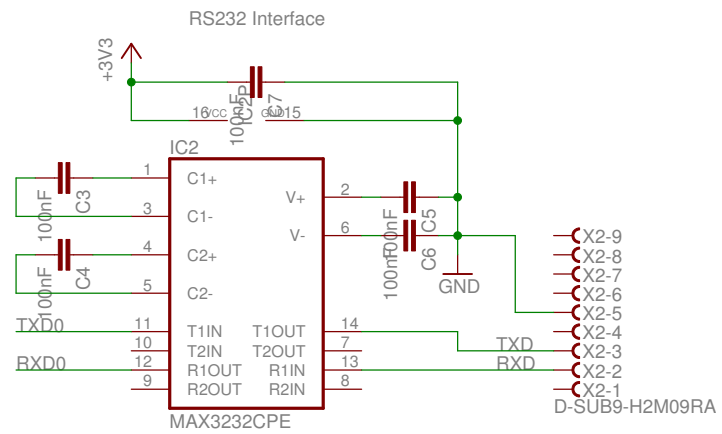 RS232 Interface
+3V3
100nF
IC2P
C7
16
VCC
GND
15
IC2
1
C1+
3
C1-
4
C2+
5
C2-
11
T1IN
10
T2IN
12
R1OUT
9
R2OUT
V+
2
V-
6
T1OUT
14
T2OUT
7
R1IN
13
R2IN
8
MAX3232CPE
100nF
C3
100nF
C4
100nF
C5
100nF
C6
GND
TXD0
RXD0
TXD
RXD
X2-9
X2-8
X2-7
X2-6
X2-5
X2-4
X2-3
X2-2
X2-1
D-SUB9-H2M09RA